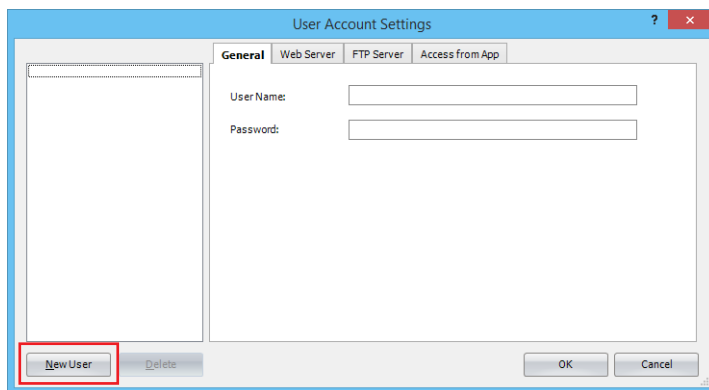 User Account Settings ?
General Web Server FTP Server Access from App
User Name:
Password:
New User Delete OK Cancel